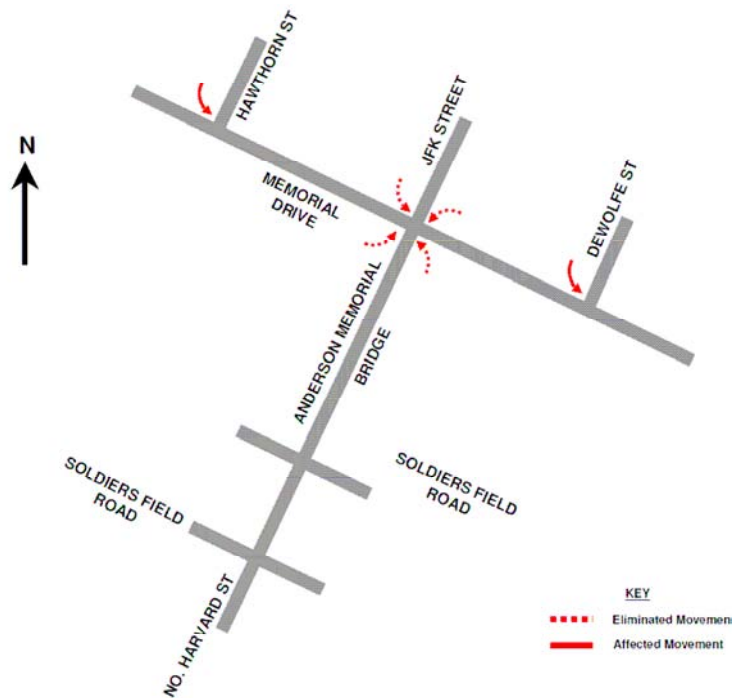 HAWTHORN ST
JFK STREET
N
MEMORIAL
DRIVE
DEWOLFE ST
ANDERSON MEMORIAL
BRIDGE
SOLDIERS FIELD
ROAD
SOLDIERS FIELD
ROAD
NO. HARVARD ST
KEY
Eliminated Movemen
Affected Movement